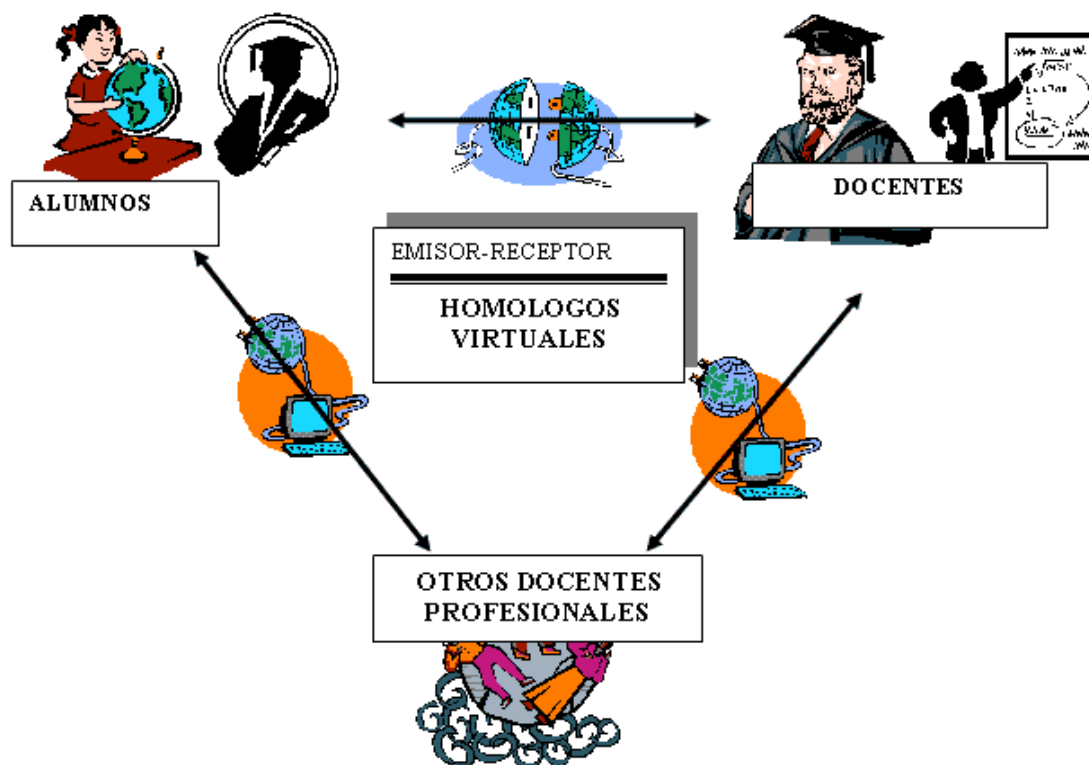 ALUMNOS
DOCENTES
EMISOR-RECEPTOR
HOMOLOGOS
VIRTUALES
OTROS DOCENTES
PROFESIONALES